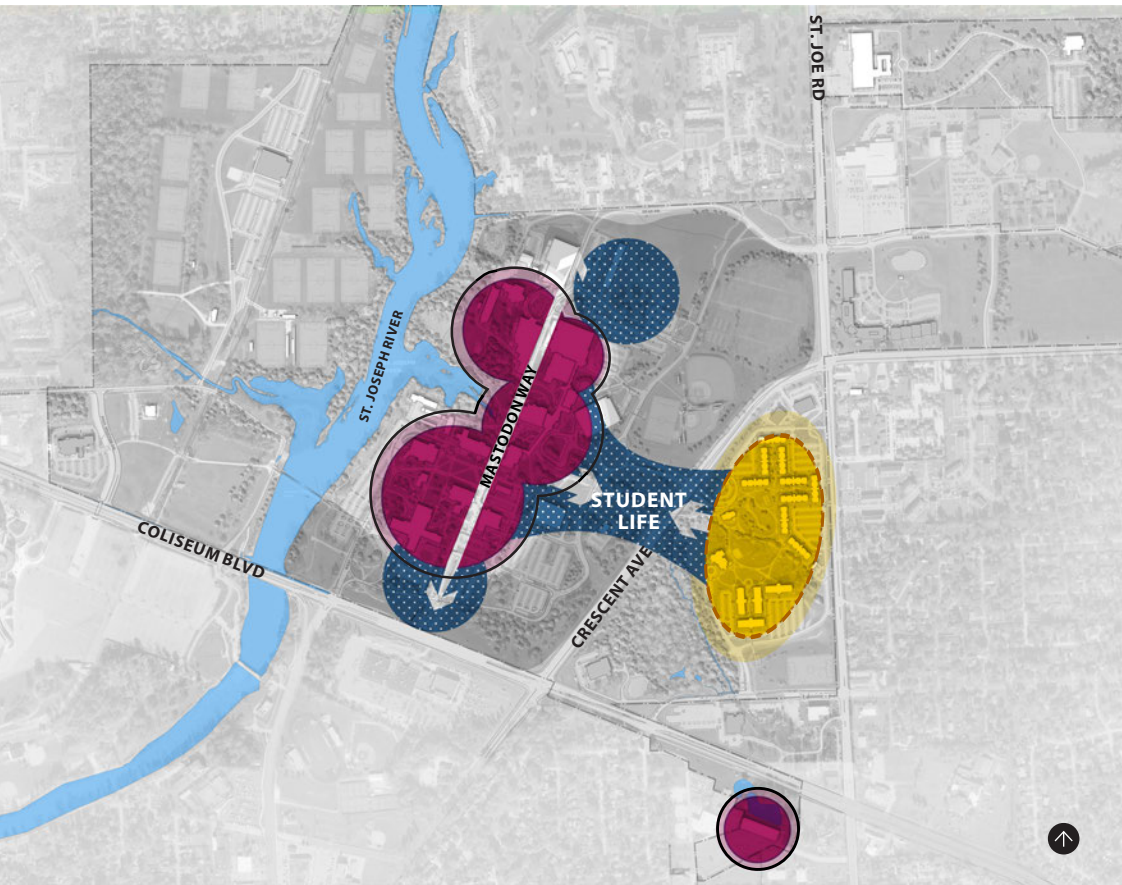 ST. JOE RD
ST. JOSEPH RIVER
MASTODON WAY
STUDENT
LIFE
COLISEUM BLVD
CRESCENT AVE